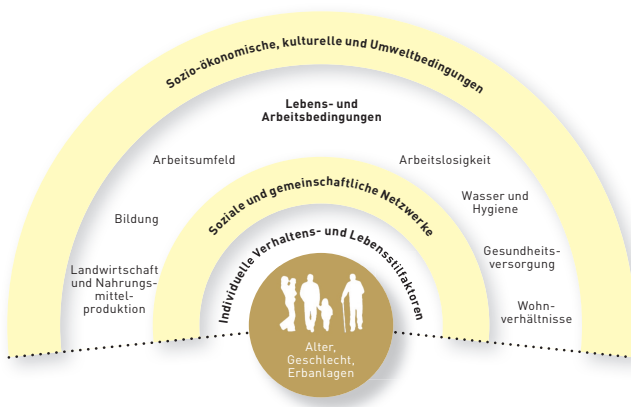 Sozio-ökonomische, kulturelle und Umweltbedingungen
Lebens- und
Arbeitsbedingungen
Arbeitsumfeld
Arbeitslosigkeit
Soziale und gemeinschaftliche Netzwerke
Wasser und
Hygiene
Bildung
Individuelle Verhaltens- und Lebensstilfaktoren
Gesundheits-
versorgung
Landwirtschaft
und Nahrungs-
mittel-
produktion
Wohn-
verhältnisse
Alter,
Geschlecht,
Erbanlagen